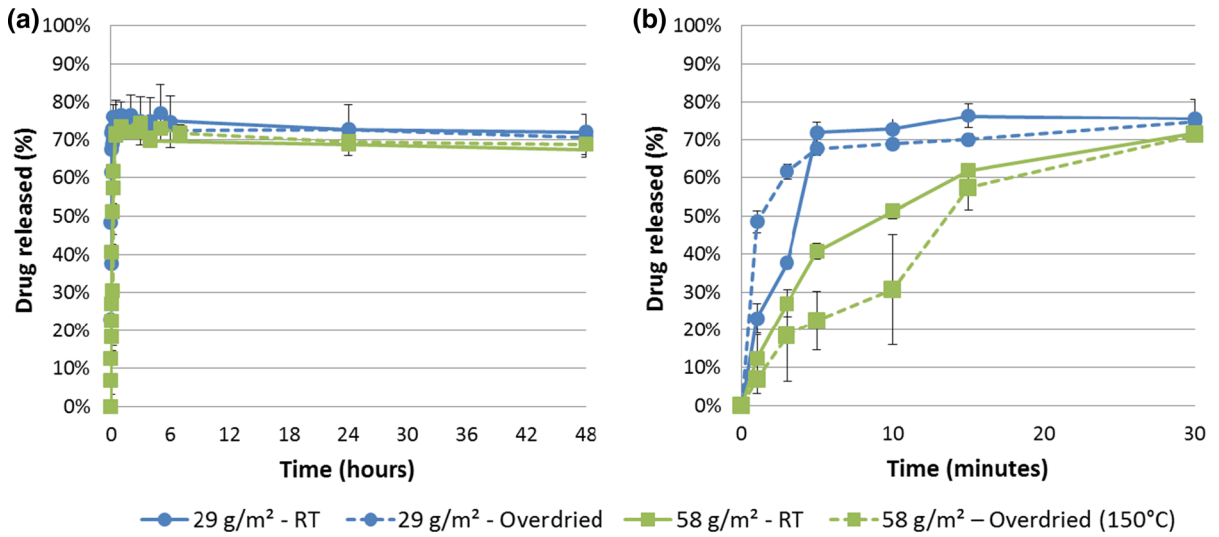 (a)
100%
90%
80%
70%
60%
50%
40%
30%
20%
10%
0%
Drug released (%)
0 6 12 18 24 30 36 42 48
Time (hours)
(b)
100%
90%
80%
70%
60%
50%
40%
30%
20%
10%
0%
Drug released (%)
0 10 20 30
Time (minutes)
29 g/m² - RT 29 g/m² - Overdried 58 g/m² - RT 58 g/m² – Overdried (150°C)